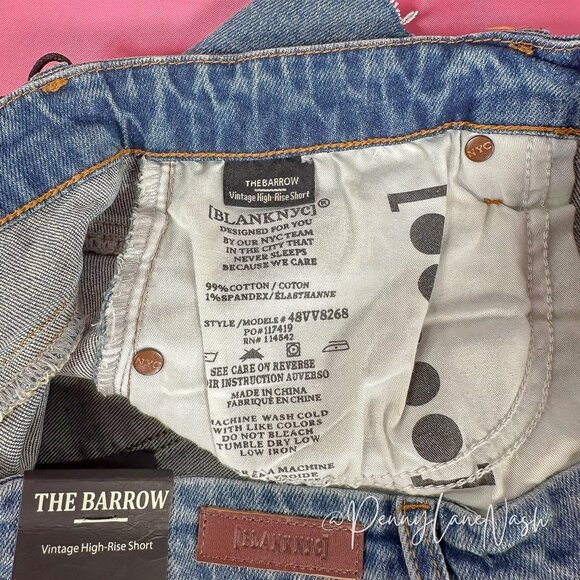 NYC
THE BARROW
Vintage High-Rise Short
[BLANKNYC]®
DESIGNED FOR YOU
BY OUR NYC TEAM
IN THE CITY THAT
NEVER SLEEPS
BECAUSE WE CARE
99% COTTON / COTON
1% SPANDEX/ÉLASTHANNE
STYLE / MODELE # 48VV8268
PO#117419
RN# 114342
SEE CARE ON REVERSE
INSTRUCTION AUVERSO
MADE IN CHINA
FABRIQUE EN CHINE
MACHINE WASH COLD
WITH LIKE COLORS
DO NOT BLEACH
TUMBLE DRY LOW
LOW IRON
A MACHINE
NYC
THE BARROW
Vintage High-Rise Short
[BLANKNYC]
@PennyLaneNash